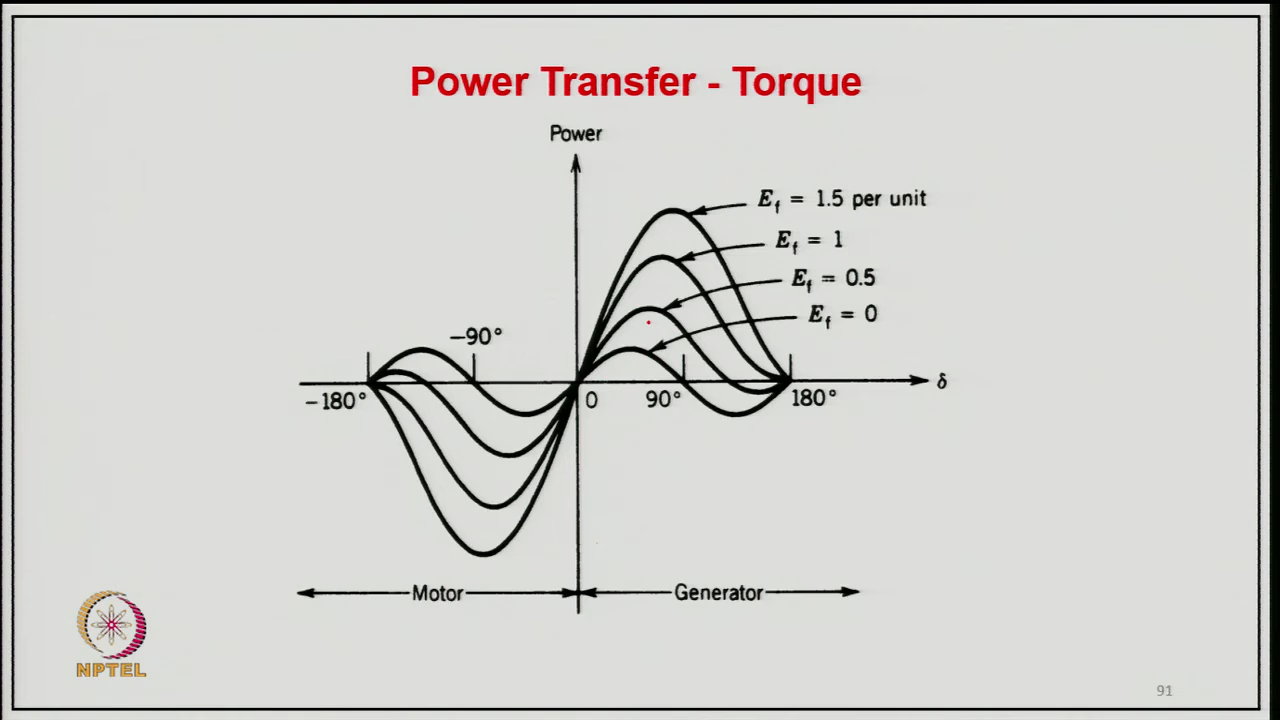 Power Transfer - Torque
Power
E_f = 1.5 per unit
E_f = 1
E_f = 0.5
E_f = 0
−90°
−180°
0
90°
180°
δ
Motor
Generator
NPTEL
91